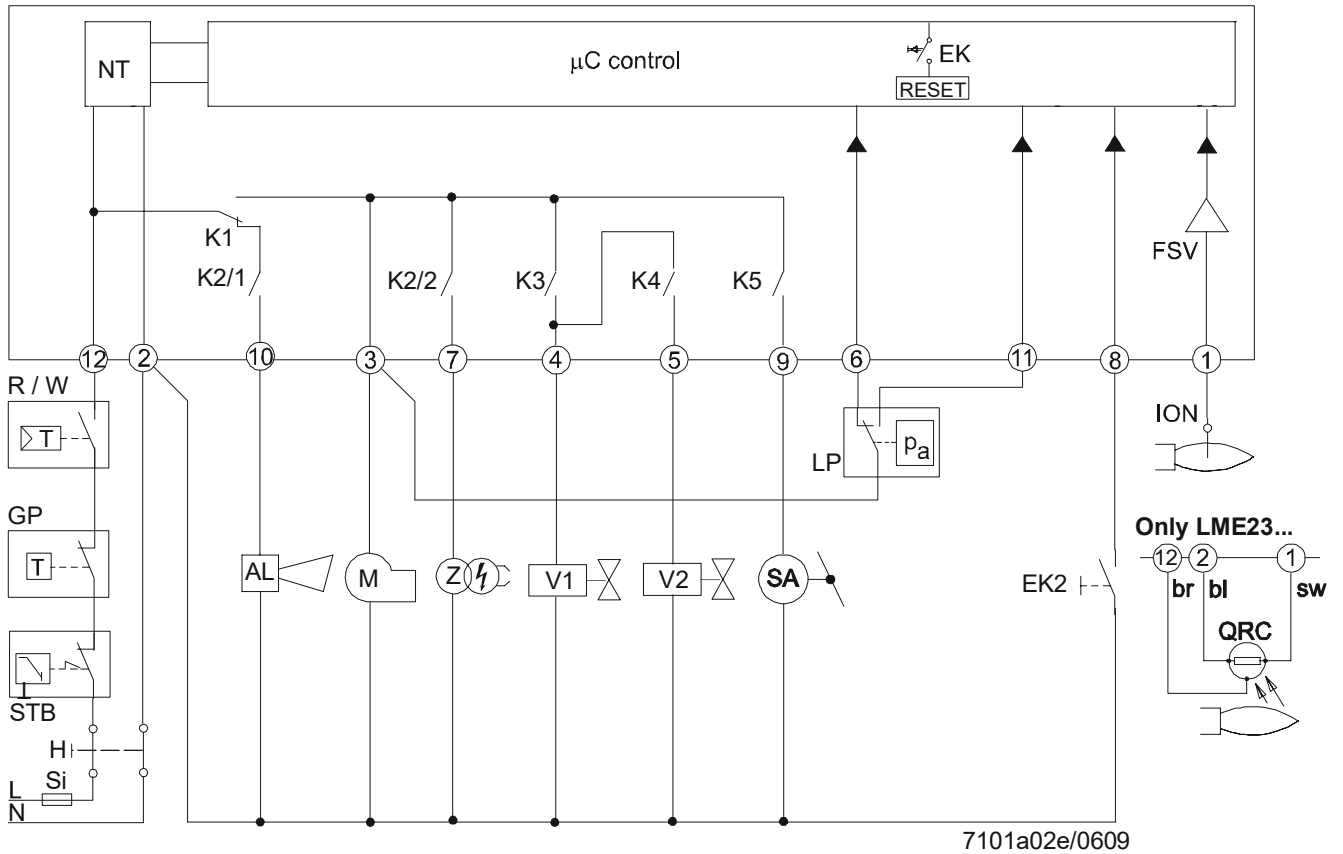 NT
μC control
EK
RESET
FSV
K1
K2/1
K2/2
K3
K4
K5
12
2
10
3
7
4
5
9
6
11
8
1
R / W
T
GP
T
STB
H
Si
L
N
AL
M
Z
V1
V2
SA
LP
pa
EK2
ION
Only LME23...
12
2
1
br
bl
sw
QRC
7101a02e/0609